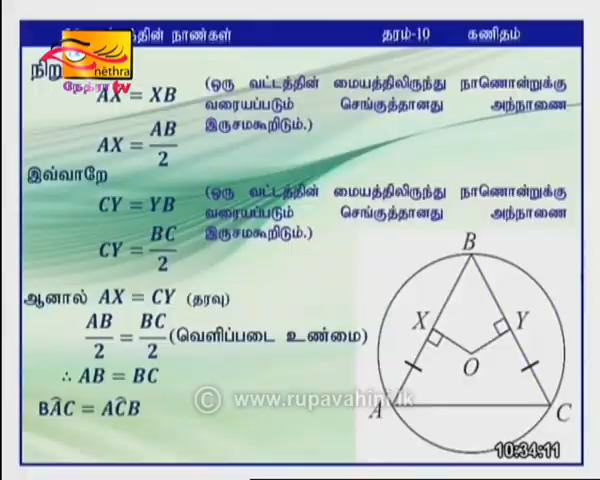 வட்டத்தின் நாண்கள் தரம்-10 கணிதம்
நிறு
nēthra
நேத்ரா tv
AX = XB (ஒரு வட்டத்தின் மையத்திலிருந்து நாணொன்றுக்கு
வரையப்படும் செங்குத்தானது அந்நாணை
AX = AB/2 இருசமகூறிடும்.)
இவ்வாறே
CY = YB (ஒரு வட்டத்தின் மையத்திலிருந்து நாணொன்றுக்கு
வரையப்படும் செங்குத்தானது அந்நாணை
CY = BC/2 இருசமகூறிடும்.)
ஆனால் AX = CY (தரவு)
AB/2 = BC/2 (வெளிப்படை உண்மை)
∴ AB = BC
BÂC = AĈB
B
X
Y
O
A
C
© www.rupavahini.lk
10:34:11